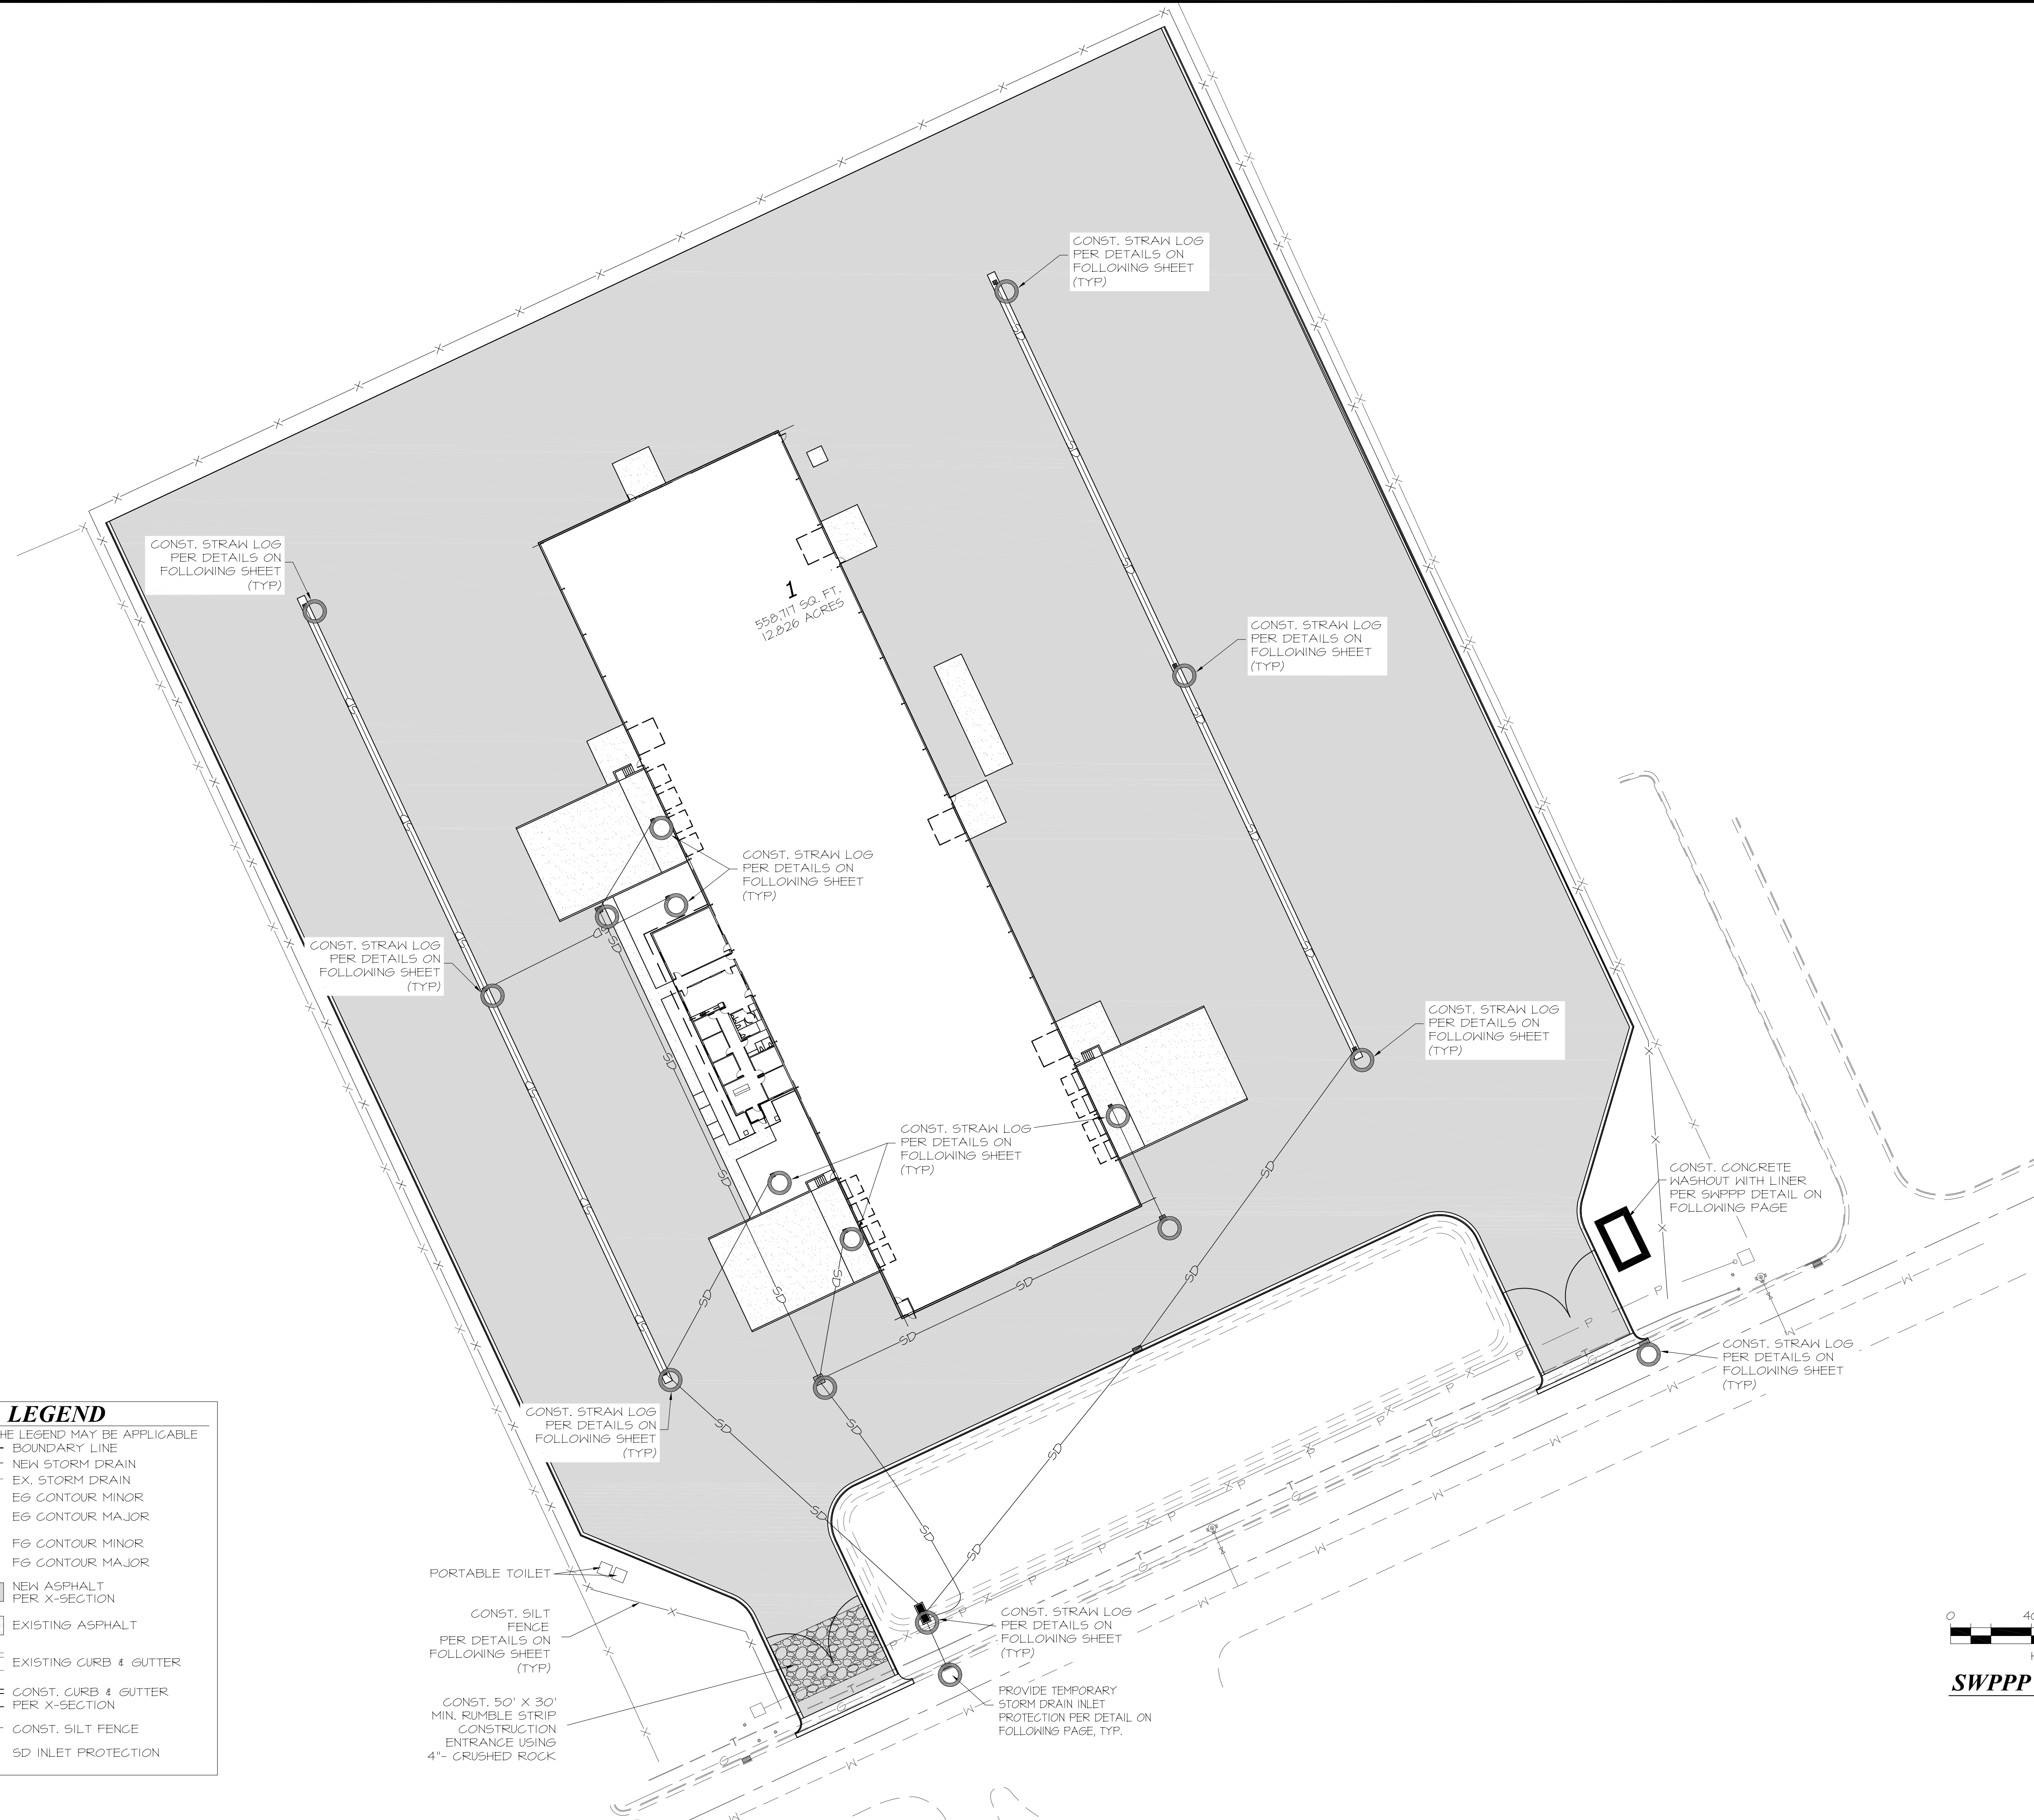 CONST. STRAW LOG
PER DETAILS ON
FOLLOWING SHEET
(TYP)
CONST. STRAW LOG
PER DETAILS ON
FOLLOWING SHEET
(TYP)
1
558,717 SQ. FT.
12.826 ACRES
CONST. STRAW LOG
PER DETAILS ON
FOLLOWING SHEET
(TYP)
CONST. STRAW LOG
PER DETAILS ON
FOLLOWING SHEET
(TYP)
CONST. STRAW LOG
PER DETAILS ON
FOLLOWING SHEET
(TYP)
CONST. STRAW LOG
PER DETAILS ON
FOLLOWING SHEET
(TYP)
CONST. STRAW LOG
PER DETAILS ON
FOLLOWING SHEET
(TYP)
CONST. CONCRETE
WASHOUT WITH LINER
PER SWPPP DETAIL ON
FOLLOWING PAGE
CONST. STRAW LOG
PER DETAILS ON
FOLLOWING SHEET
(TYP)
CONST. STRAW LOG
PER DETAILS ON
FOLLOWING SHEET
(TYP)
LEGEND
HE LEGEND MAY BE APPLICABLE
BOUNDARY LINE
NEW STORM DRAIN
EX. STORM DRAIN
EG CONTOUR MINOR
EG CONTOUR MAJOR
FG CONTOUR MINOR
FG CONTOUR MAJOR
NEW ASPHALT
PER X-SECTION
EXISTING ASPHALT
EXISTING CURB & GUTTER
CONST. CURB & GUTTER
PER X-SECTION
CONST. SILT FENCE
SD INLET PROTECTION
PORTABLE TOILET
CONST. SILT
FENCE
PER DETAILS ON
FOLLOWING SHEET
(TYP)
CONST. 50' X 30'
MIN. RUMBLE STRIP
CONSTRUCTION
ENTRANCE USING
4"- CRUSHED ROCK
CONST. STRAW LOG
PER DETAILS ON
FOLLOWING SHEET
(TYP)
PROVIDE TEMPORARY
STORM DRAIN INLET
PROTECTION PER DETAIL ON
FOLLOWING PAGE, TYP.
0 40
SWPPP